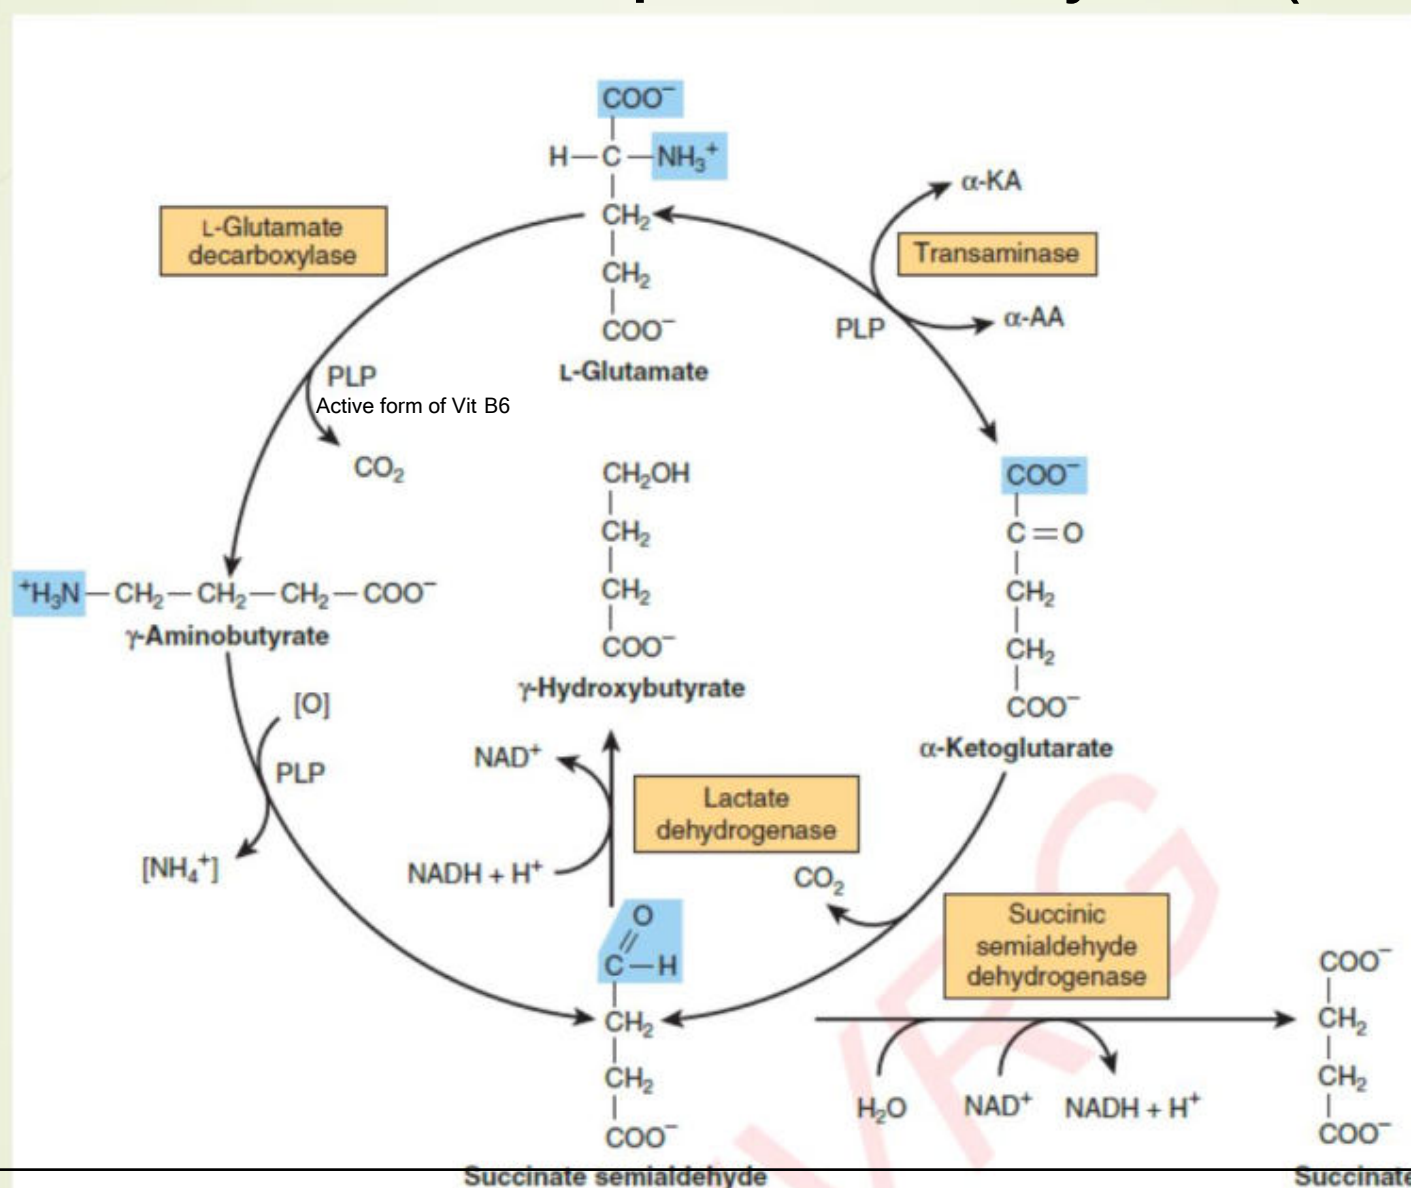 COO⁻
H—C—NH₃⁺
CH₂
CH₂
COO⁻
L-Glutamate
L-Glutamate
decarboxylase
PLP
Active form of Vit B6
CO₂
α-KA
Transaminase
α-AA
PLP
⁺H₃N—CH₂—CH₂—CH₂—COO⁻
γ-Aminobutyrate
CH₂OH
CH₂
CH₂
COO⁻
γ-Hydroxybutyrate
COO⁻
C=O
CH₂
CH₂
COO⁻
α-Ketoglutarate
[O]
PLP
[NH₄⁺]
NAD⁺
NADH + H⁺
Lactate
dehydrogenase
CO₂
Succinic
semialdehyde
dehydrogenase
O
C—H
CH₂
CH₂
COO⁻
Succinate semialdehyde
H₂O
NAD⁺
NADH + H⁺
COO⁻
CH₂
CH₂
COO⁻
Succinate